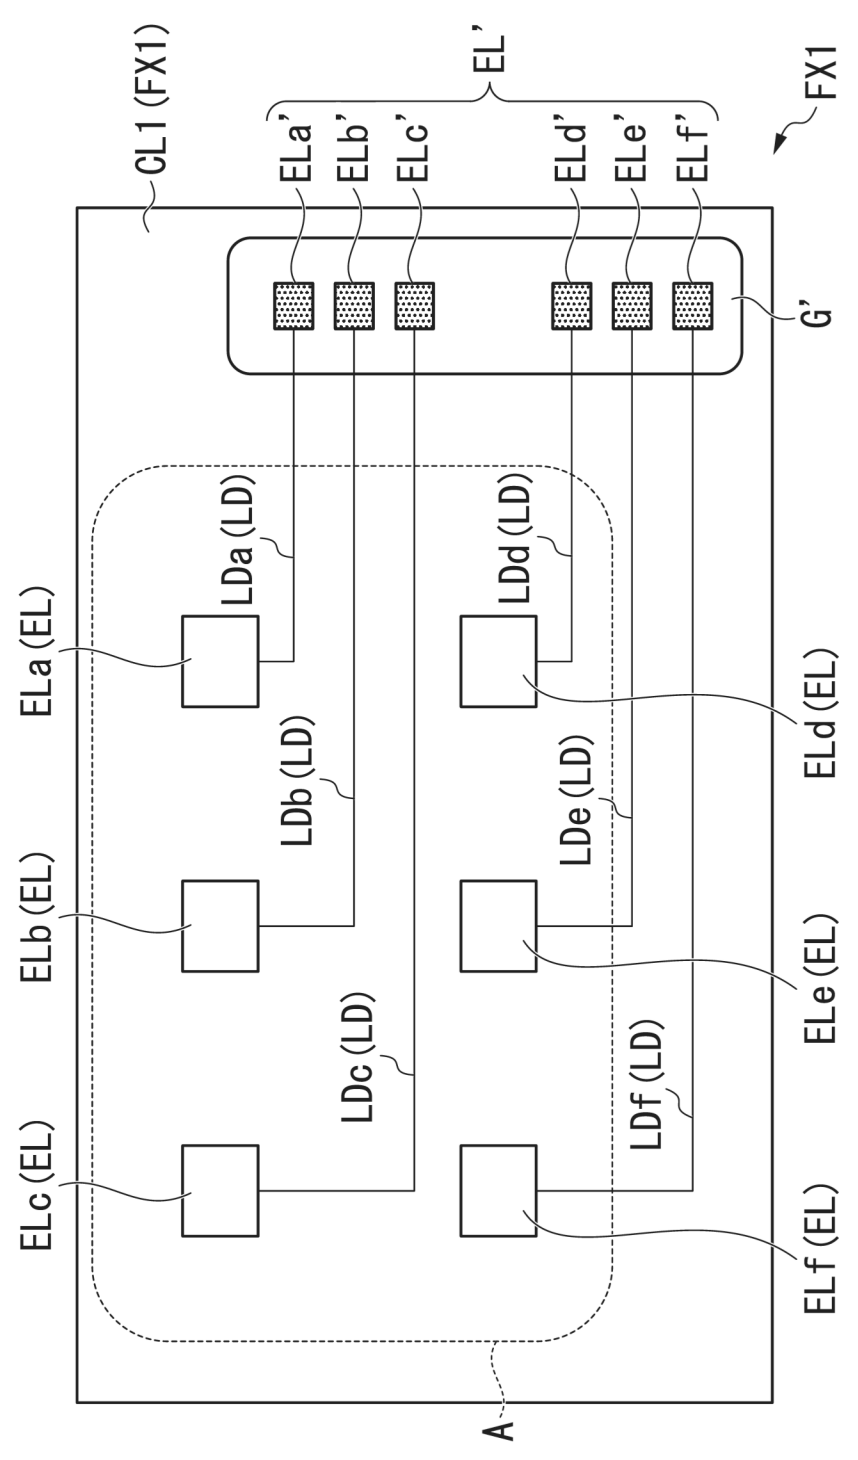 FX1
CL1(FX1)
EL'
ELa'
ELb'
ELc'
ELd'
ELe'
ELf'
G'
LDa(LD)
LDd(LD)
ELa(EL)
ELd(EL)
LDb(LD)
LDe(LD)
ELb(EL)
ELe(EL)
LDc(LD)
LDf(LD)
ELc(EL)
ELf(EL)
A